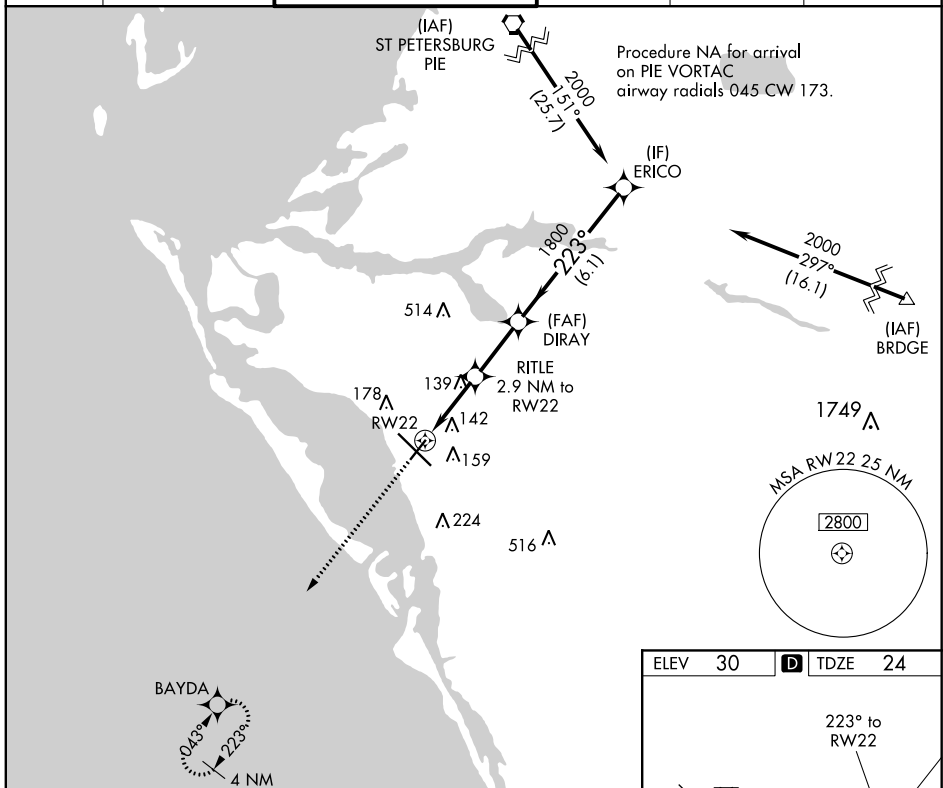 (IAF)
ST PETERSBURG
PIE
Procedure NA for arrival
on PIE VORTAC
airway radials 045 CW 173.
2000
151°
(25.7)
(IF)
ERICO
1800
223°
(6.1)
2000
297°
(16.1)
(IAF)
BRDGE
514
(FAF)
DIRAY
RITLE
2.9 NM to
RW22
139
178
RW22
142
159
1749
MSA RW22 25 NM
2800
224
516
ELEV 30 D TDZE 24
BAYDA
043°
223°
4 NM
223° to
RW22